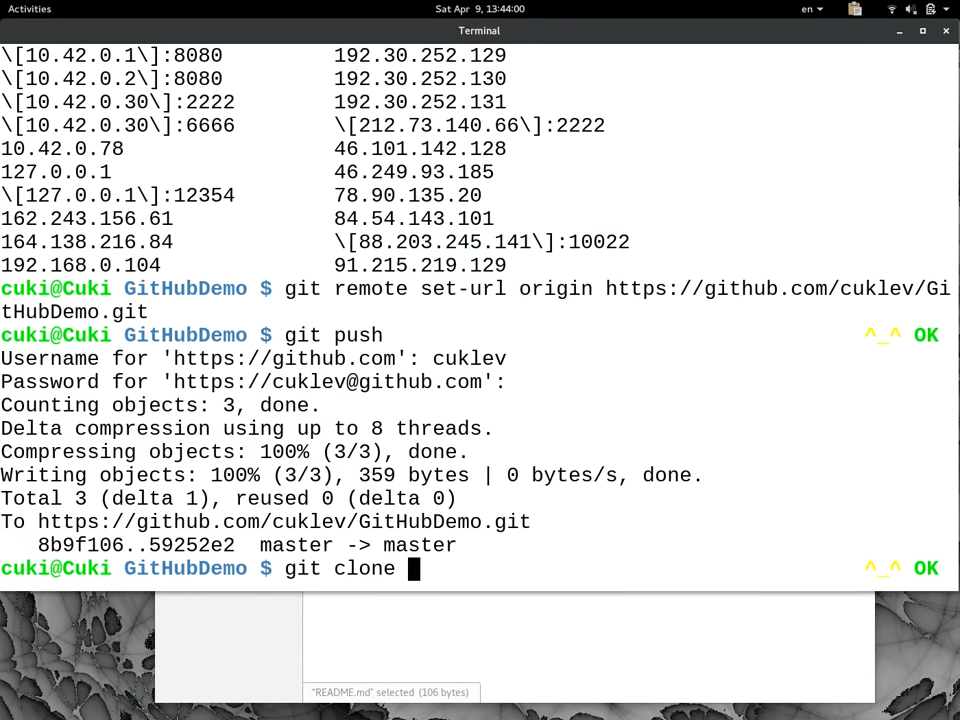 Activities Sat Apr 9, 13:44:00 en
Terminal
\[10.42.0.1\]:8080 192.30.252.129
\[10.42.0.2\]:8080 192.30.252.130
\[10.42.0.30\]:2222 192.30.252.131
\[10.42.0.30\]:6666 \[212.73.140.66\]:2222
10.42.0.78 46.101.142.128
127.0.0.1 46.249.93.185
\[127.0.0.1\]:12354 78.90.135.20
162.243.156.61 84.54.143.101
164.138.216.84 \[88.203.245.141\]:10022
192.168.0.104 91.215.219.129
cuki@Cuki GitHubDemo $ git remote set-url origin https://github.com/cuklev/Gi
tHubDemo.git
cuki@Cuki GitHubDemo $ git push ^_^ OK
Username for 'https://github.com': cuklev
Password for 'https://cuklev@github.com':
Counting objects: 3, done.
Delta compression using up to 8 threads.
Compressing objects: 100% (3/3), done.
Writing objects: 100% (3/3), 359 bytes | 0 bytes/s, done.
Total 3 (delta 1), reused 0 (delta 0)
To https://github.com/cuklev/GitHubDemo.git
8b9f106..59252e2 master -> master
cuki@Cuki GitHubDemo $ git clone ^_^ OK
"README.md" selected (106 bytes)